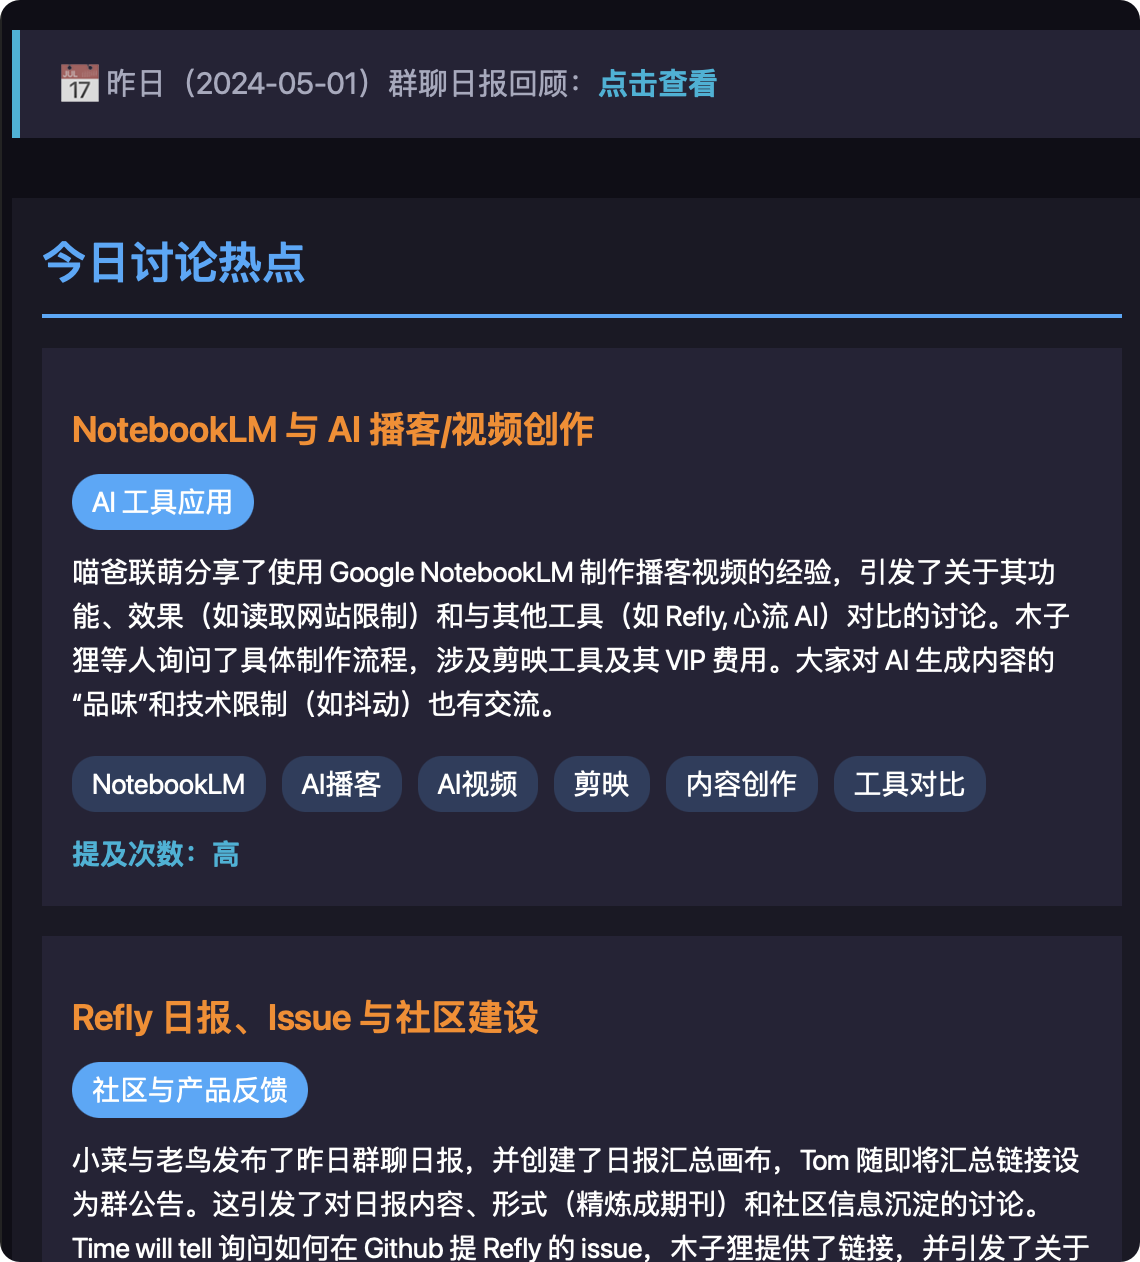 JUL
17
昨日（2024-05-01）群聊日报回顾：点击查看
今日讨论热点
NotebookLM 与 AI 播客/视频创作
AI 工具应用
喵爸联萌分享了使用 Google NotebookLM 制作播客视频的经验，引发了关于其功
能、效果（如读取网站限制）和与其他工具（如 Refly, 心流 AI）对比的讨论。木子
狸等人询问了具体制作流程，涉及剪映工具及其 VIP 费用。大家对 AI 生成内容的
“品味”和技术限制（如抖动）也有交流。
NotebookLM AI播客 AI视频 剪映 内容创作 工具对比
提及次数：高
Refly 日报、Issue 与社区建设
社区与产品反馈
小菜与老鸟发布了昨日群聊日报，并创建了日报汇总画布，Tom 随即将汇总链接设
为群公告。这引发了对日报内容、形式（精炼成期刊）和社区信息沉淀的讨论。
Time will tell 询问如何在 Github 提 Refly 的 issue，木子狸提供了链接，并引发了关于